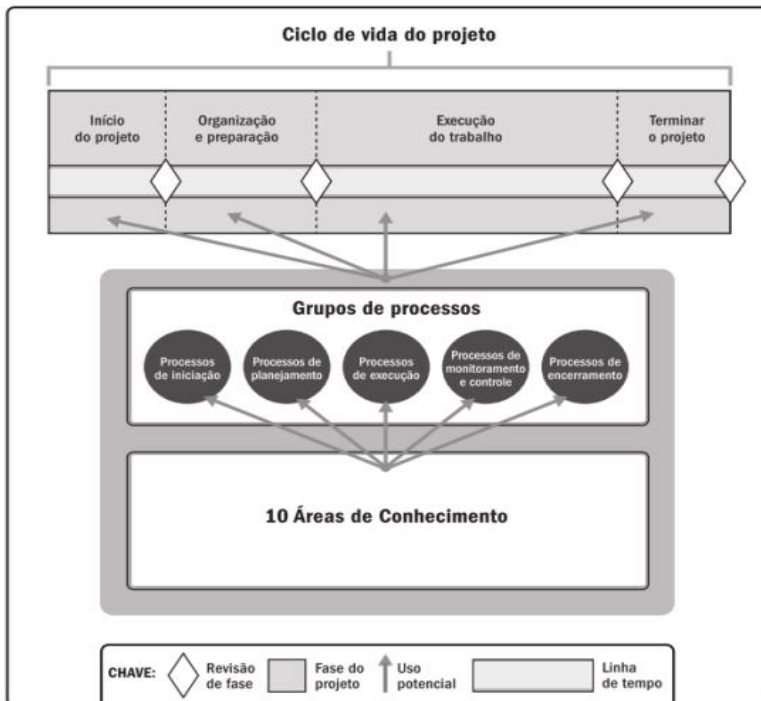 Ciclo de vida do projeto
Início
do projeto
Organização
e preparação
Execução
do trabalho
Terminar
o projeto
Grupos de processos
Processos
de iniciação
Processos de
planejamento
Processos
de execução
Processos de
monitoramento
e controle
Processos de
encerramento
10 Áreas de Conhecimento
CHAVE:
Revisão
de fase
Fase do
projeto
Uso
potencial
Linha
de tempo